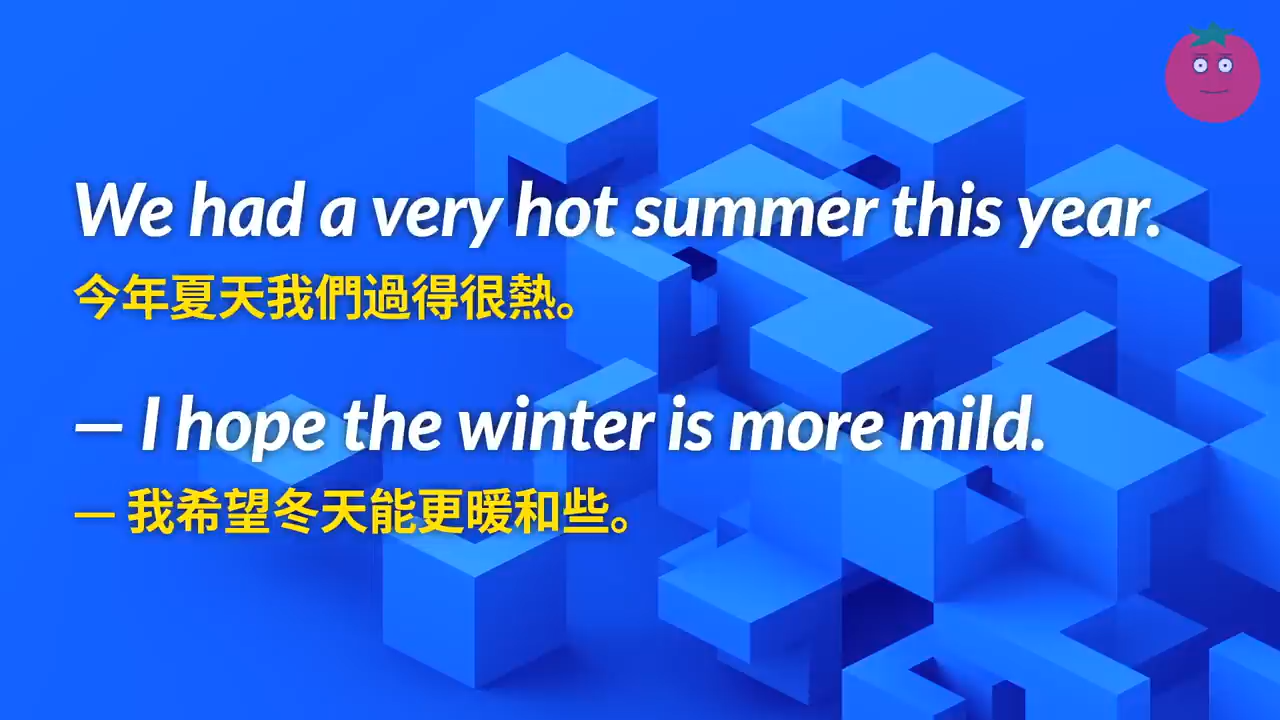 We had a very hot summer this year.
今年夏天我們過得很熱。
— I hope the winter is more mild.
— 我希望冬天能更暖和些。